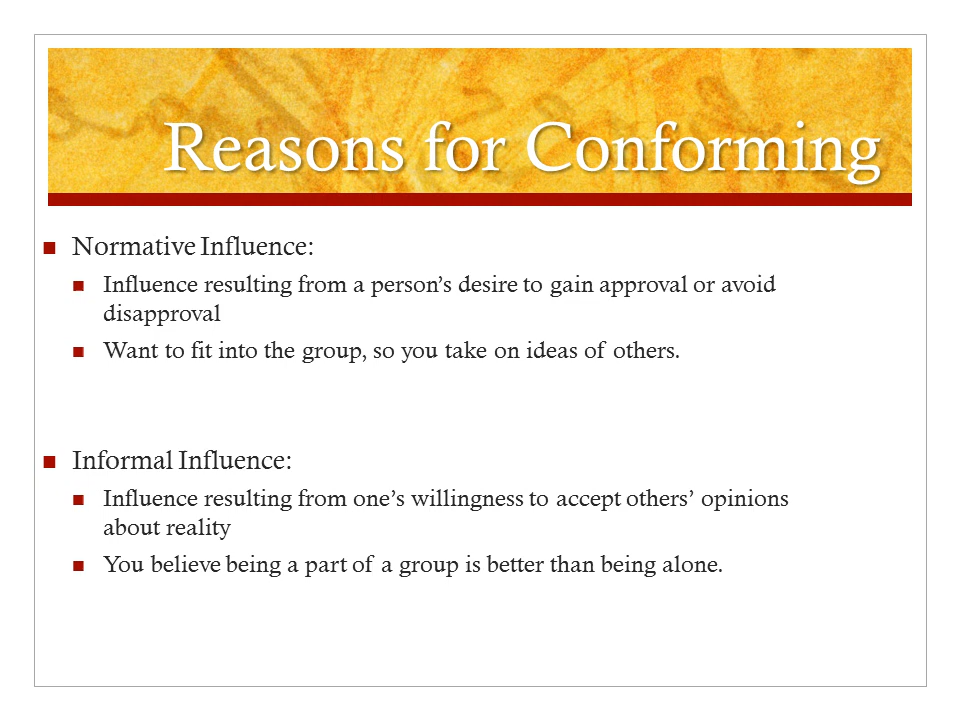 Reasons for Conforming
Normative Influence:
Influence resulting from a person’s desire to gain approval or avoid
disapproval
Want to fit into the group, so you take on ideas of others.
Informal Influence:
Influence resulting from one’s willingness to accept others’ opinions
about reality
You believe being a part of a group is better than being alone.